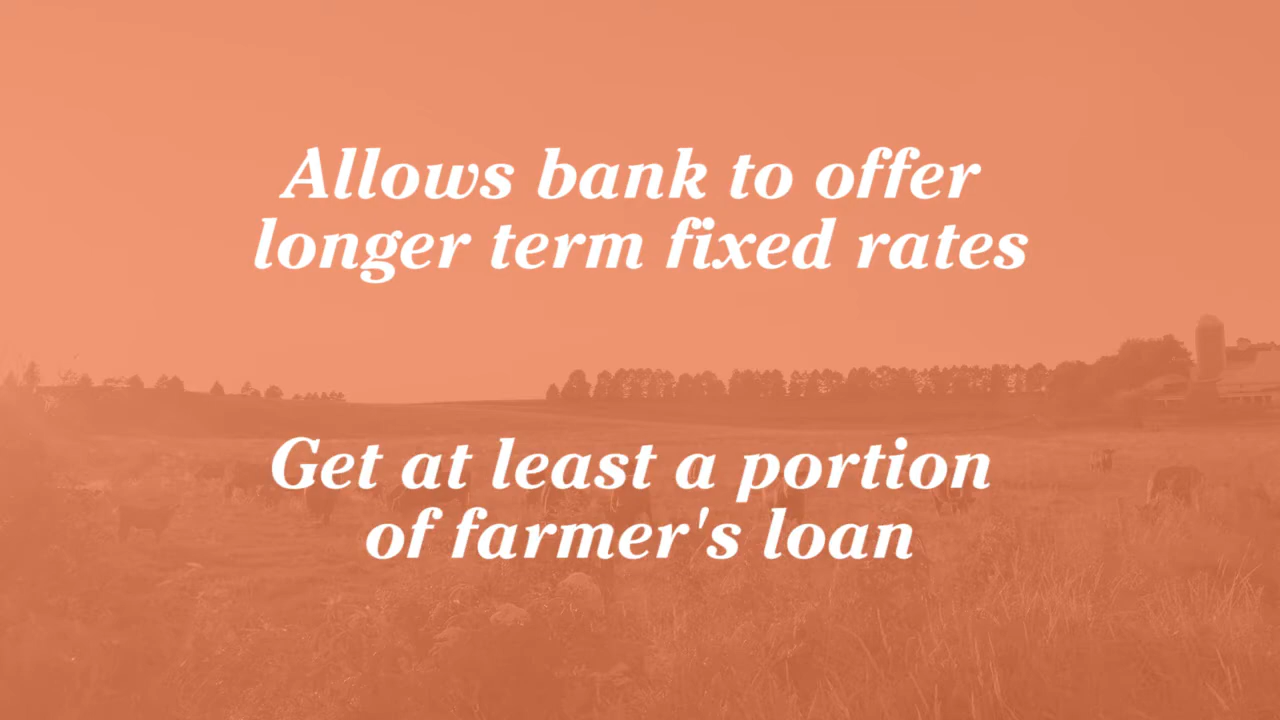 Allows bank to offer
longer term fixed rates
Get at least a portion
of farmer's loan